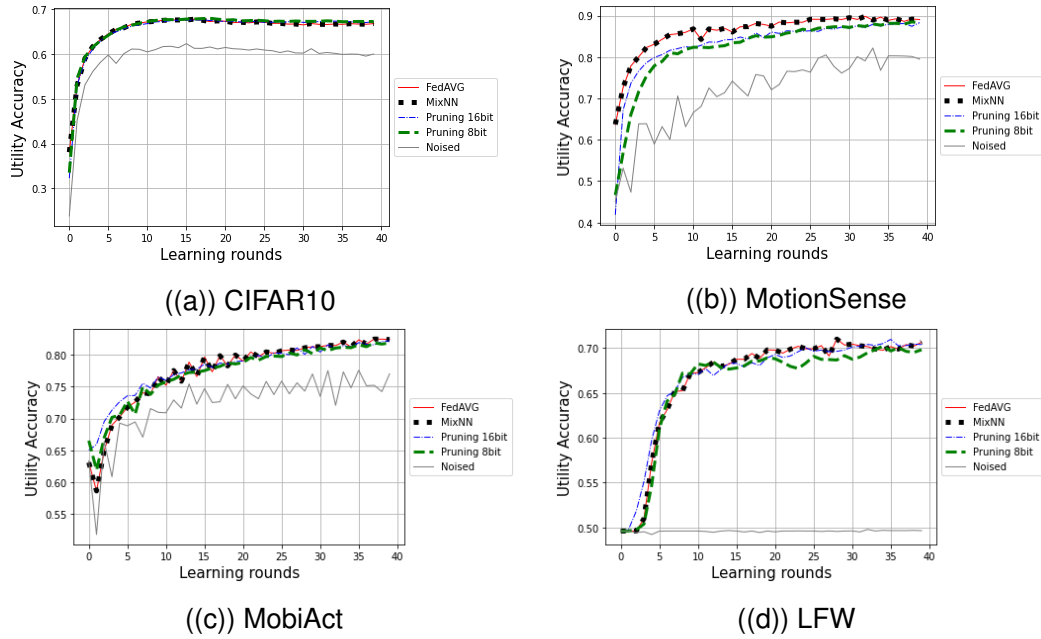 0.7
0.6
0.5
0.4
0.3
Utility Accuracy
0 5 10 15 20 25 30 35 40
Learning rounds
FedAVG
MixNN
Pruning 16bit
Pruning 8bit
Noised
((a)) CIFAR10
0.9
0.8
0.7
0.6
0.5
0.4
Utility Accuracy
0 5 10 15 20 25 30 35 40
Learning rounds
FedAVG
MixNN
Pruning 16bit
Pruning 8bit
Noised
((b)) MotionSense
0.80
0.75
0.70
0.65
0.60
0.55
Utility Accuracy
0 5 10 15 20 25 30 35 40
Learning rounds
FedAVG
MixNN
Pruning 16bit
Pruning 8bit
Noised
((c)) MobiAct
0.70
0.65
0.60
0.55
0.50
Utility Accuracy
0 5 10 15 20 25 30 35 40
Learning rounds
FedAVG
MixNN
Pruning 16bit
Pruning 8bit
Noised
((d)) LFW